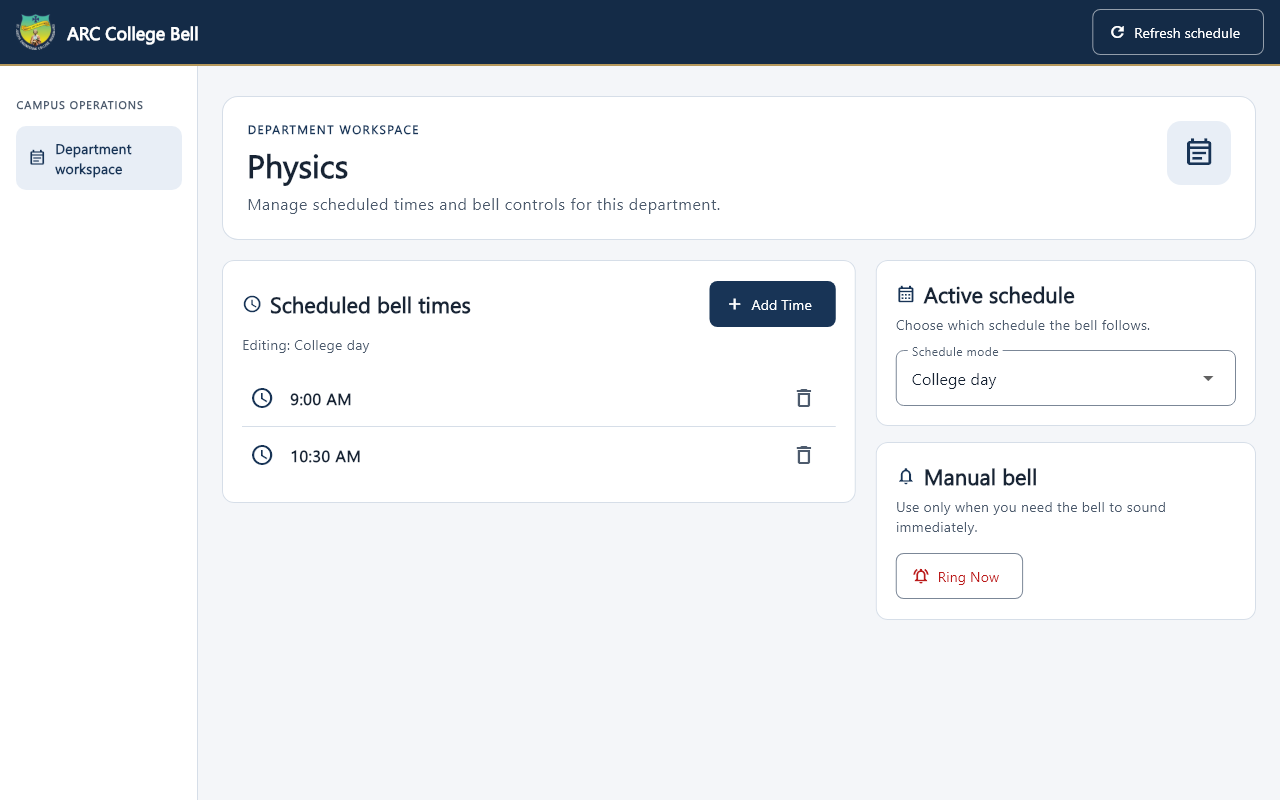 ARC College Bell
Refresh schedule
CAMPUS OPERATIONS
Department
workspace
DEPARTMENT WORKSPACE
Physics
Manage scheduled times and bell controls for this department.
Scheduled bell times
Add Time
Editing: College day
9:00 AM
10:30 AM
Active schedule
Choose which schedule the bell follows.
Schedule mode
College day
Manual bell
Use only when you need the bell to sound
immediately.
Ring Now